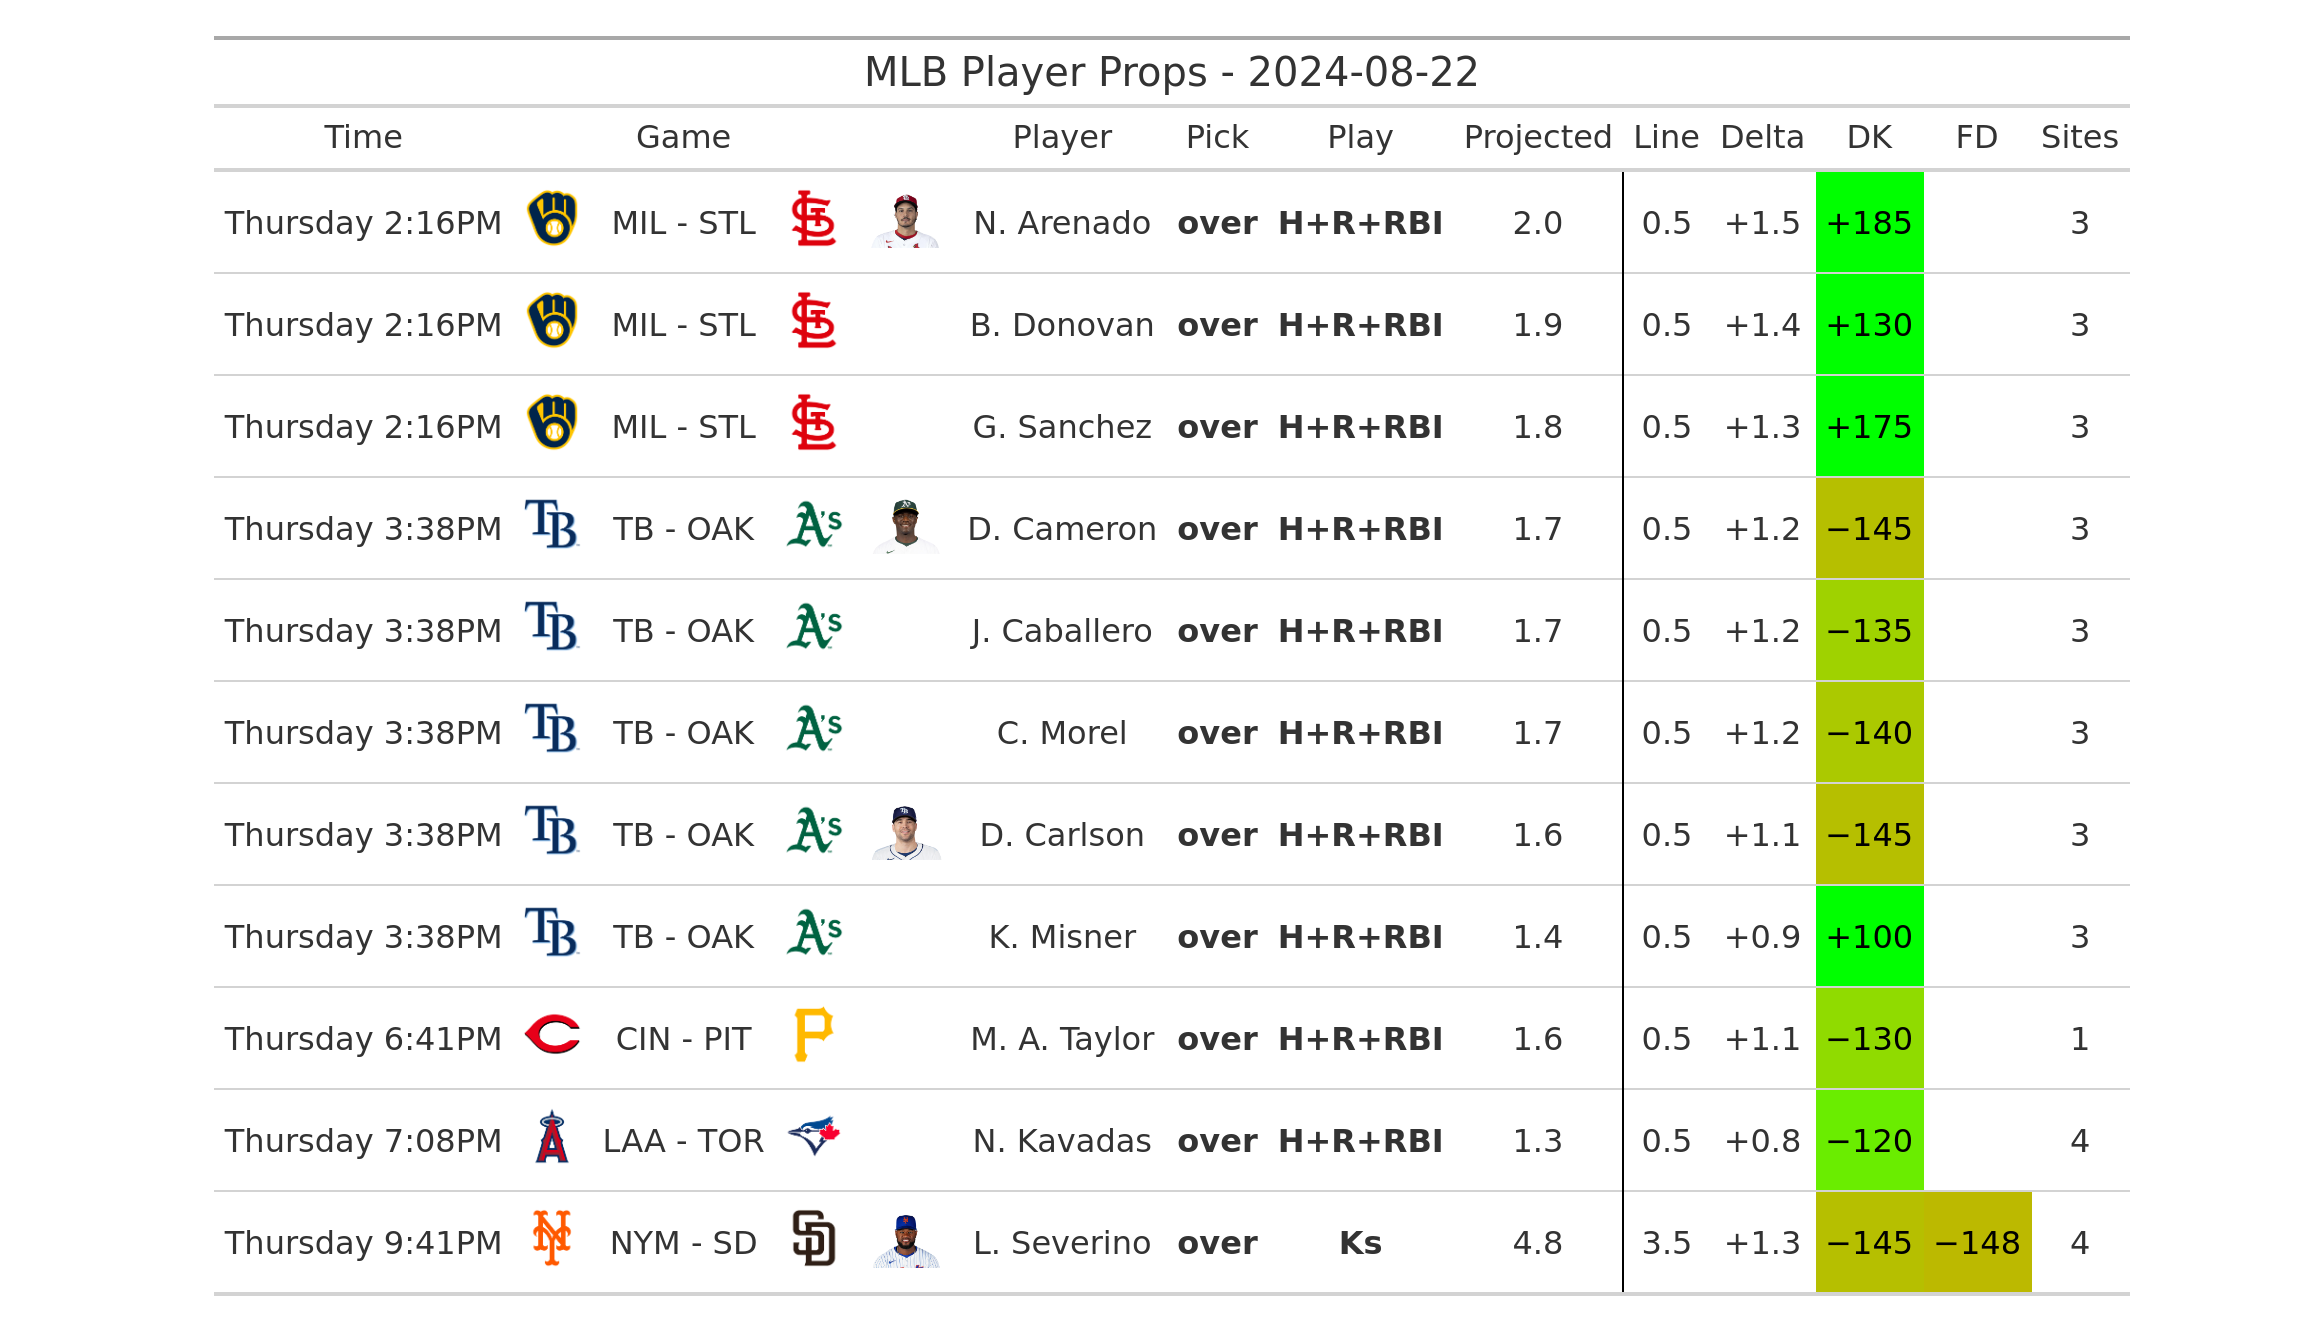 MLB Player Props - 2024-08-22
Time Game Player Pick Play Projected Line Delta DK FD Sites
Thursday 2:16PM MIL - STL N. Arenado over H+R+RBI 2.0 0.5 +1.5 +185 3
Thursday 2:16PM MIL - STL B. Donovan over H+R+RBI 1.9 0.5 +1.4 +130 3
Thursday 2:16PM MIL - STL G. Sanchez over H+R+RBI 1.8 0.5 +1.3 +175 3
Thursday 3:38PM TB - OAK D. Cameron over H+R+RBI 1.7 0.5 +1.2 −145 3
Thursday 3:38PM TB - OAK J. Caballero over H+R+RBI 1.7 0.5 +1.2 −135 3
Thursday 3:38PM TB - OAK C. Morel over H+R+RBI 1.7 0.5 +1.2 −140 3
Thursday 3:38PM TB - OAK D. Carlson over H+R+RBI 1.6 0.5 +1.1 −145 3
Thursday 3:38PM TB - OAK K. Misner over H+R+RBI 1.4 0.5 +0.9 +100 3
Thursday 6:41PM CIN - PIT M. A. Taylor over H+R+RBI 1.6 0.5 +1.1 −130 1
Thursday 7:08PM LAA - TOR N. Kavadas over H+R+RBI 1.3 0.5 +0.8 −120 4
Thursday 9:41PM NYM - SD L. Severino over Ks 4.8 3.5 +1.3 −145 −148 4